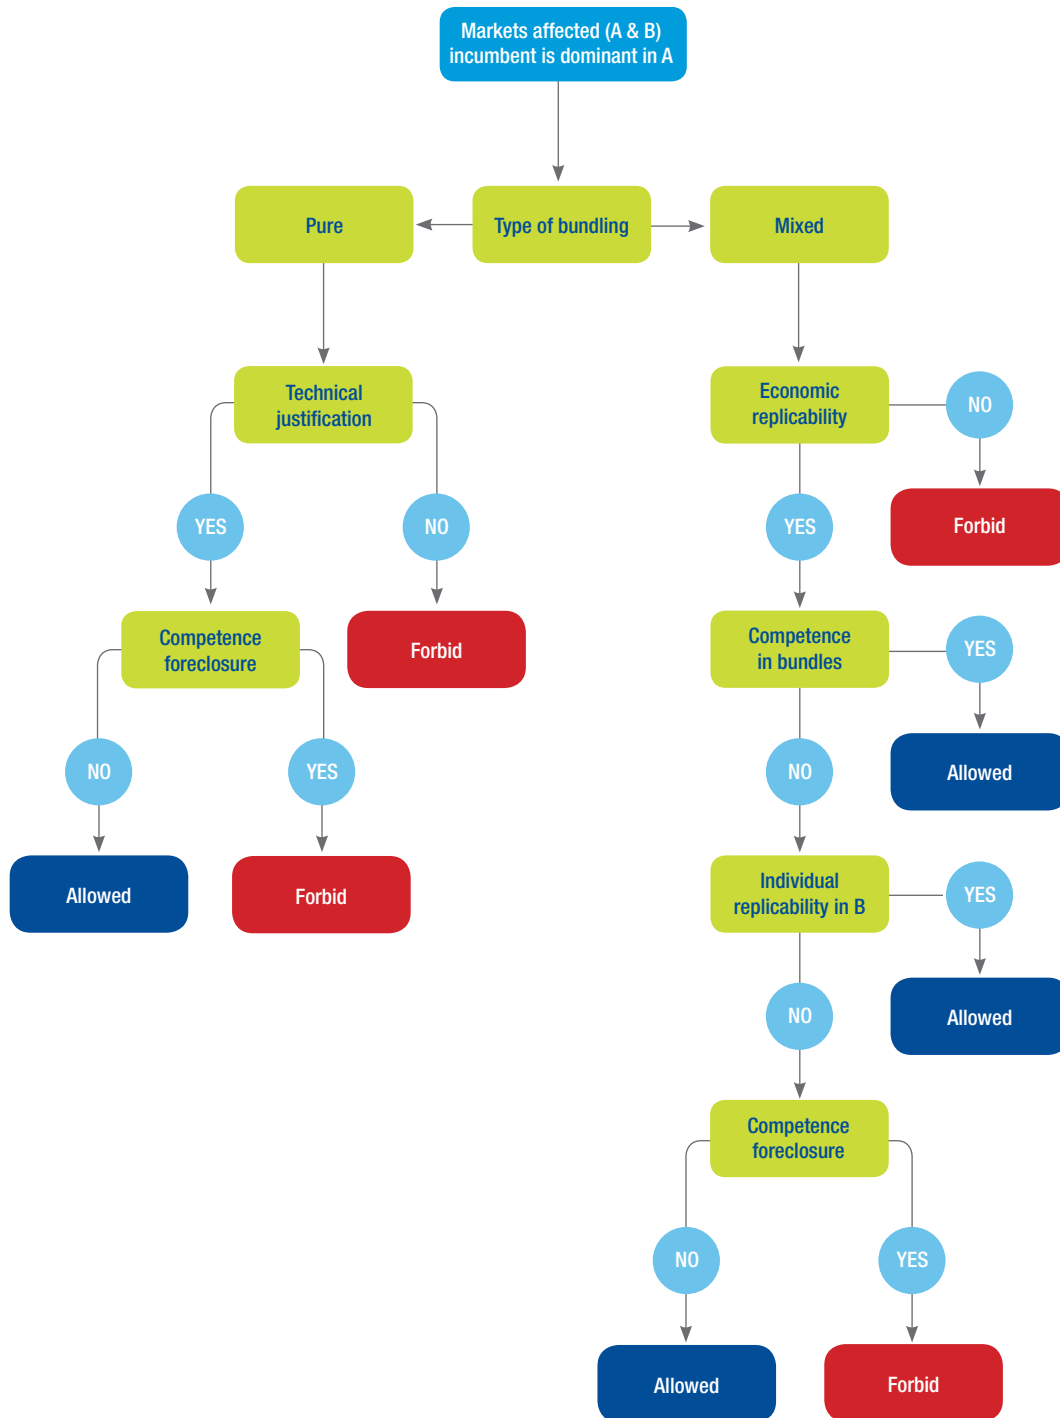 Markets affected (A & B)
incumbent is dominant in A
Pure
Type of bundling
Mixed
Technical
justification
Economic
replicability
NO
YES
NO
YES
Forbid
Competence
foreclosure
Forbid
Competence
in bundles
YES
NO
YES
NO
Allowed
Allowed
Forbid
Individual
replicability in B
YES
NO
Allowed
Competence
foreclosure
NO
YES
Allowed
Forbid